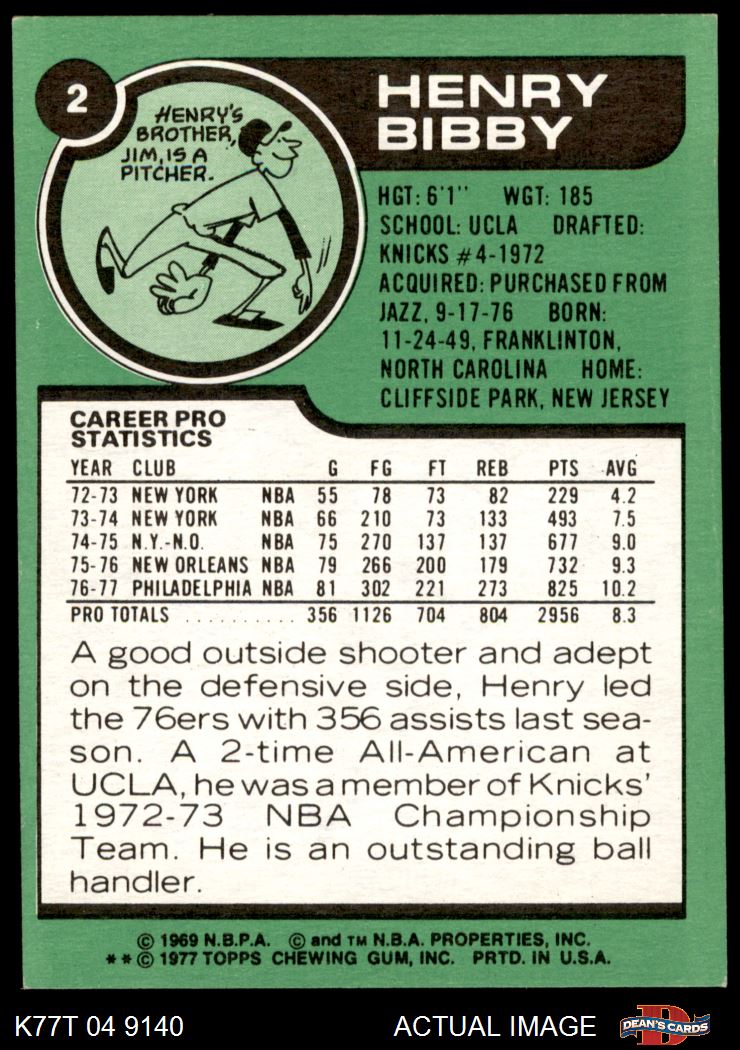 2
HENRY'S
BROTHER,
JIM, IS A
PITCHER.
HENRY
BIBBY
HGT: 6'1" WGT: 185
SCHOOL: UCLA DRAFTED:
KNICKS #4-1972
ACQUIRED: PURCHASED FROM
JAZZ, 9-17-76 BORN:
11-24-49, FRANKLINTON,
NORTH CAROLINA HOME:
CLIFFSIDE PARK, NEW JERSEY
CAREER PRO
STATISTICS
YEAR CLUB G FG FT REB PTS AVG
72-73 NEW YORK NBA 55 78 73 82 229 4.2
73-74 NEW YORK NBA 66 210 73 133 493 7.5
74-75 N.Y.-N.O. NBA 75 270 137 137 677 9.0
75-76 NEW ORLEANS NBA 79 266 200 179 732 9.3
76-77 PHILADELPHIA NBA 81 302 221 273 825 10.2
PRO TOTALS .......... 356 1126 704 804 2956 8.3
A good outside shooter and adept
on the defensive side, Henry led
the 76ers with 356 assists last sea-
son. A 2-time All-American at
UCLA, he was a member of Knicks'
1972-73 NBA Championship
Team. He is an outstanding ball
handler.
© 1969 N.B.P.A. © and TM N.B.A. PROPERTIES, INC.
**© 1977 TOPPS CHEWING GUM, INC. PRTD. IN U.S.A.
K77T 04 9140 ACTUAL IMAGE D DEAN'S CARDS